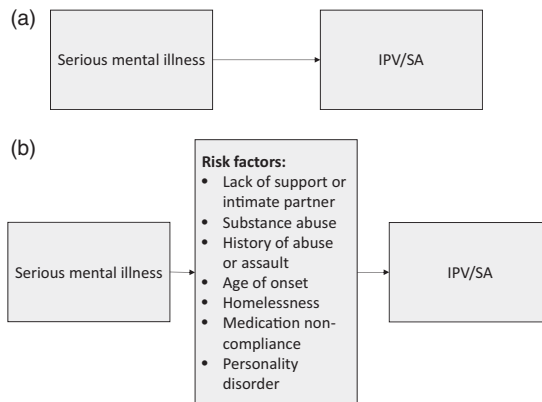 (a)
Serious mental illness
IPV/SA
(b)
Risk factors:
• Lack of support or
intimate partner
• Substance abuse
• History of abuse
or assault
• Age of onset
• Homelessness
• Medication non-
compliance
• Personality
disorder
Serious mental illness
IPV/SA